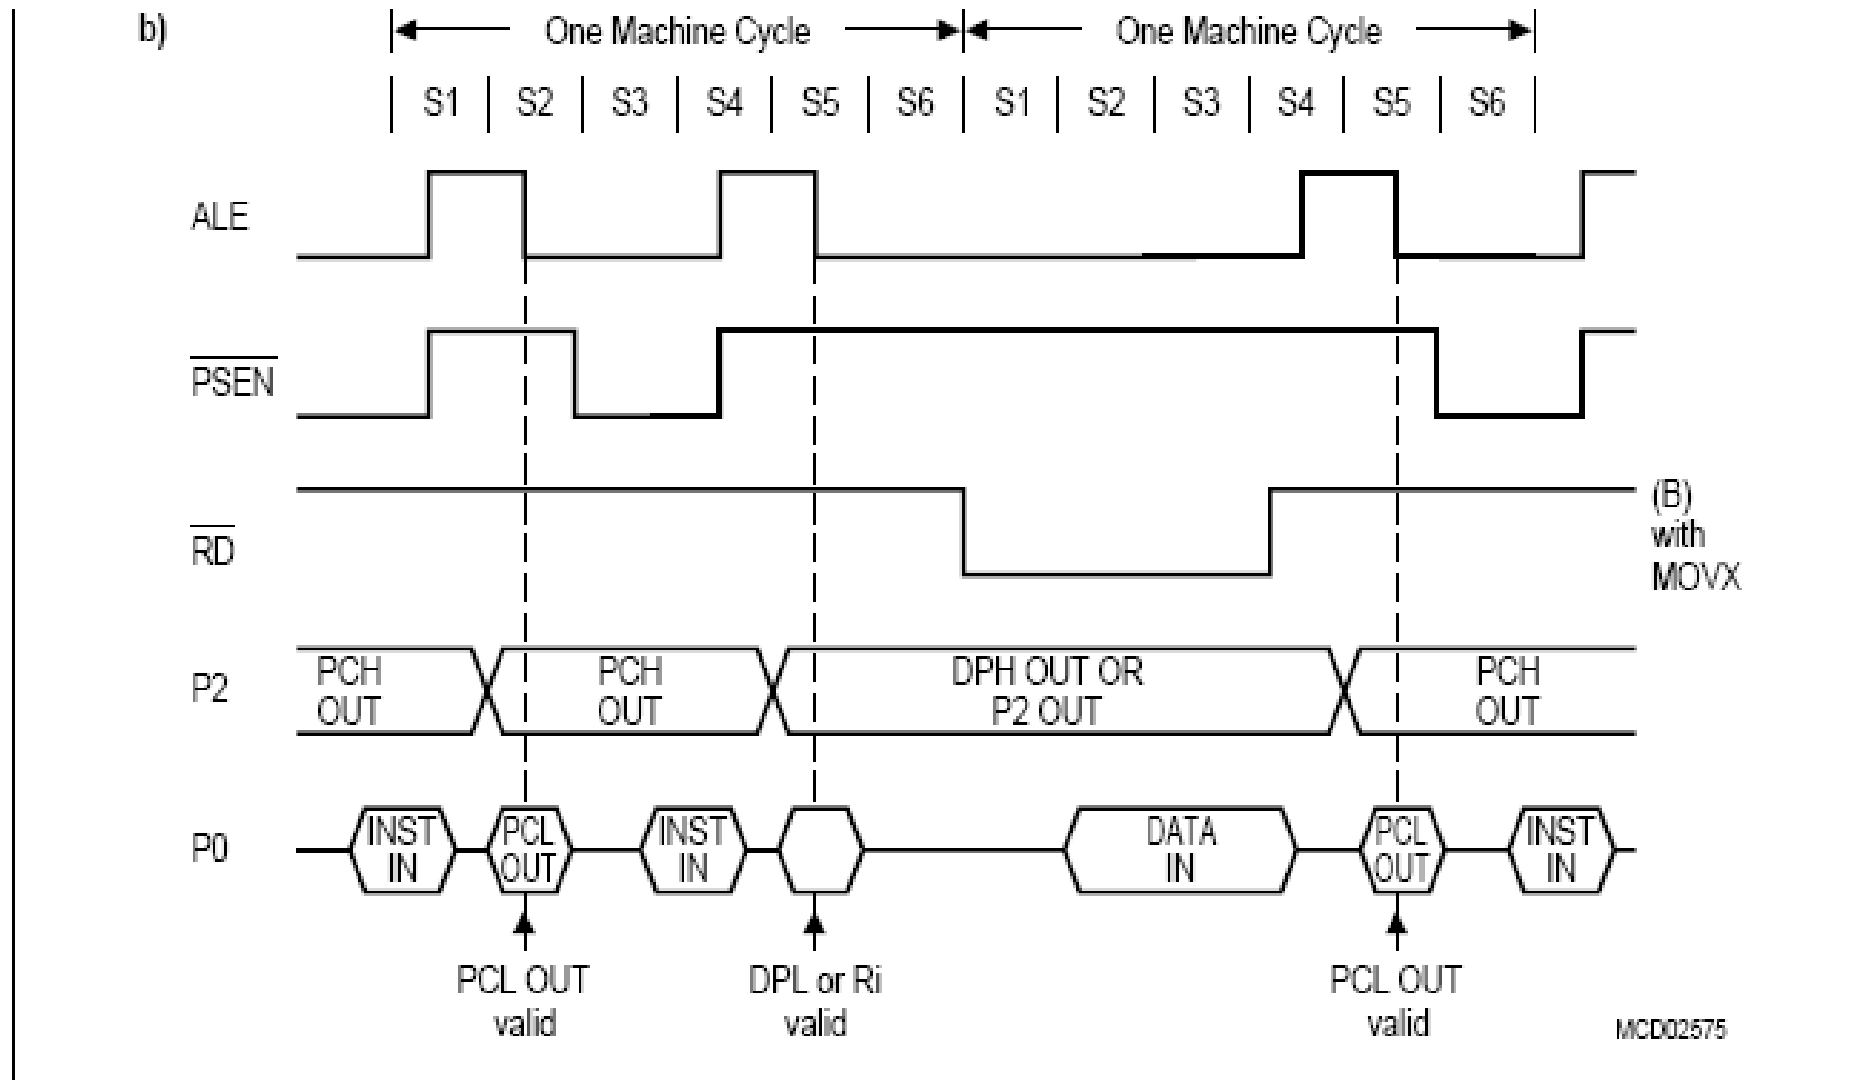 b)
One Machine Cycle
One Machine Cycle
S1 S2 S3 S4 S5 S6 S1 S2 S3 S4 S5 S6
ALE
PSEN
RD
(B)
with
MOVX
P2
PCH
OUT
PCH
OUT
DPH OUT OR
P2 OUT
PCH
OUT
P0
INST
IN
PCL
OUT
INST
IN
DATA
IN
PCL
OUT
INST
IN
PCL OUT
valid
DPL or Ri
valid
PCL OUT
valid
MCD02575